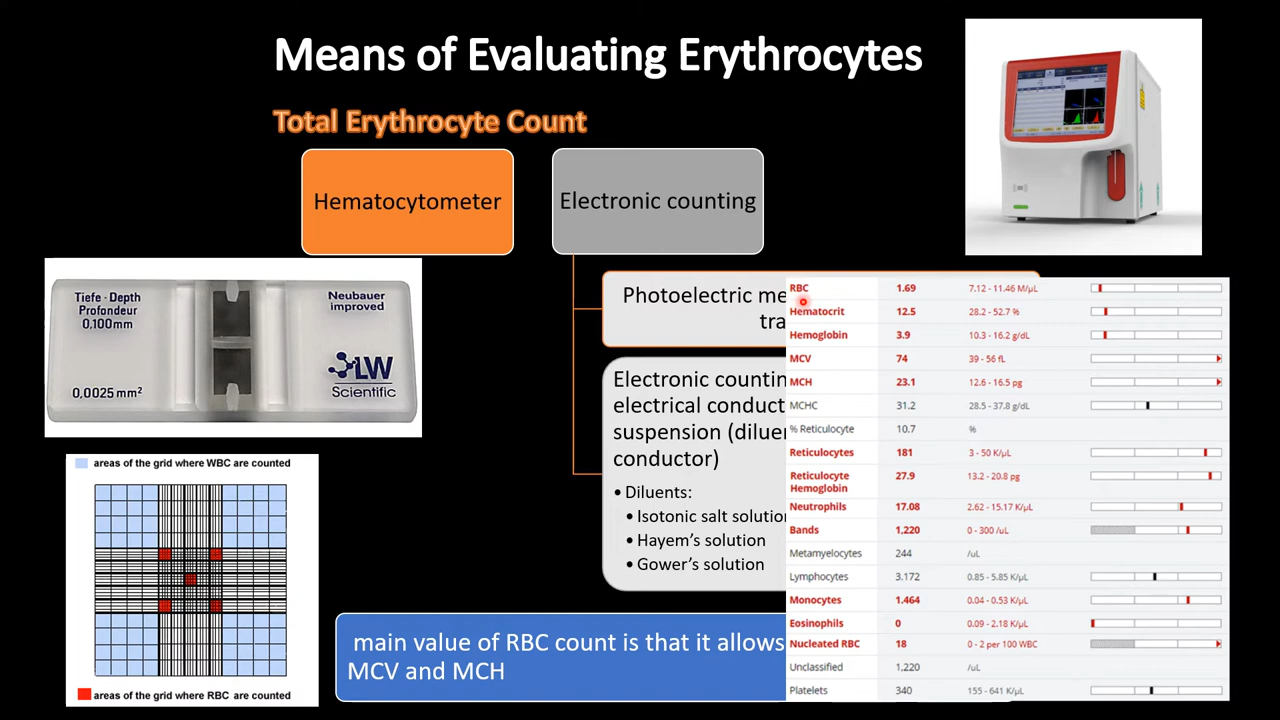 Means of Evaluating Erythrocytes
Total Erythrocyte Count
Hematocytometer
Electronic counting
Tiefe - Depth
Profondeur
0,100mm
0,0025 mm²
Neubauer
improved
LW
Scientific
areas of the grid where WBC are counted
areas of the grid where RBC are counted
Photoelectric me
tra
Electronic countin
electrical conduct
suspension (diluen
conductor)
• Diluents:
• Isotonic salt solution
• Hayem's solution
• Gower's solution
main value of RBC count is that it allows
MCV and MCH
RBC 1.69 7.12 - 11.46 M/µL
Hematocrit 12.5 28.2 - 52.7 %
Hemoglobin 3.9 10.3 - 16.2 g/dL
MCV 74 39 - 56 fL
MCH 23.1 12.6 - 16.5 pg
MCHC 31.2 28.5 - 37.8 g/dL
% Reticulocyte 10.7 %
Reticulocytes 181 3 - 50 K/µL
Reticulocyte 27.9 13.2 - 20.8 pg
Hemoglobin
Neutrophils 17.08 2.62 - 15.17 K/µL
Bands 1,220 0 - 300 /uL
Metamyelocytes 244 /uL
Lymphocytes 3.172 0.85 - 5.85 K/µL
Monocytes 1.464 0.04 - 0.53 K/µL
Eosinophils 0 0.09 - 2.18 K/µL
Nucleated RBC 18 0 - 2 per 100 WBC
Unclassified 1,220 /uL
Platelets 340 155 - 641 K/µL